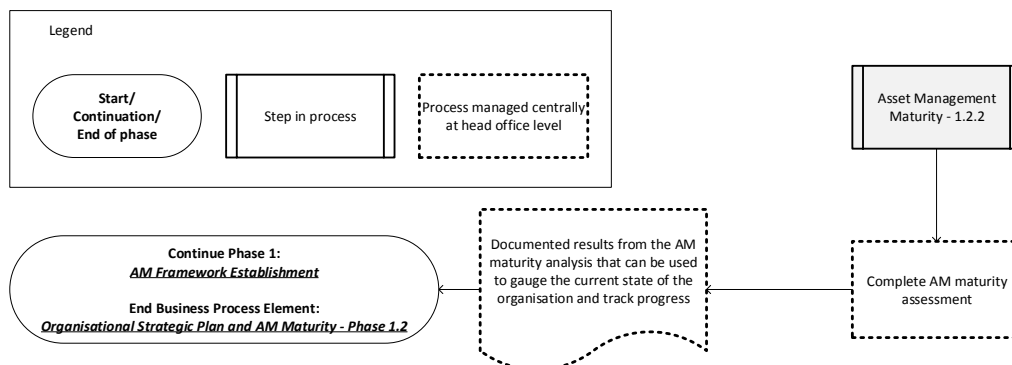 Legend
Start/
Continuation/
End of phase
Step in process
Process managed centrally
at head office level
Asset Management
Maturity - 1.2.2
Continue Phase 1:
AM Framework Establishment
End Business Process Element:
Organisational Strategic Plan and AM Maturity - Phase 1.2
Documented results from the AM
maturity analysis that can be used
to gauge the current state of the
organisation and track progress
Complete AM maturity
assessment